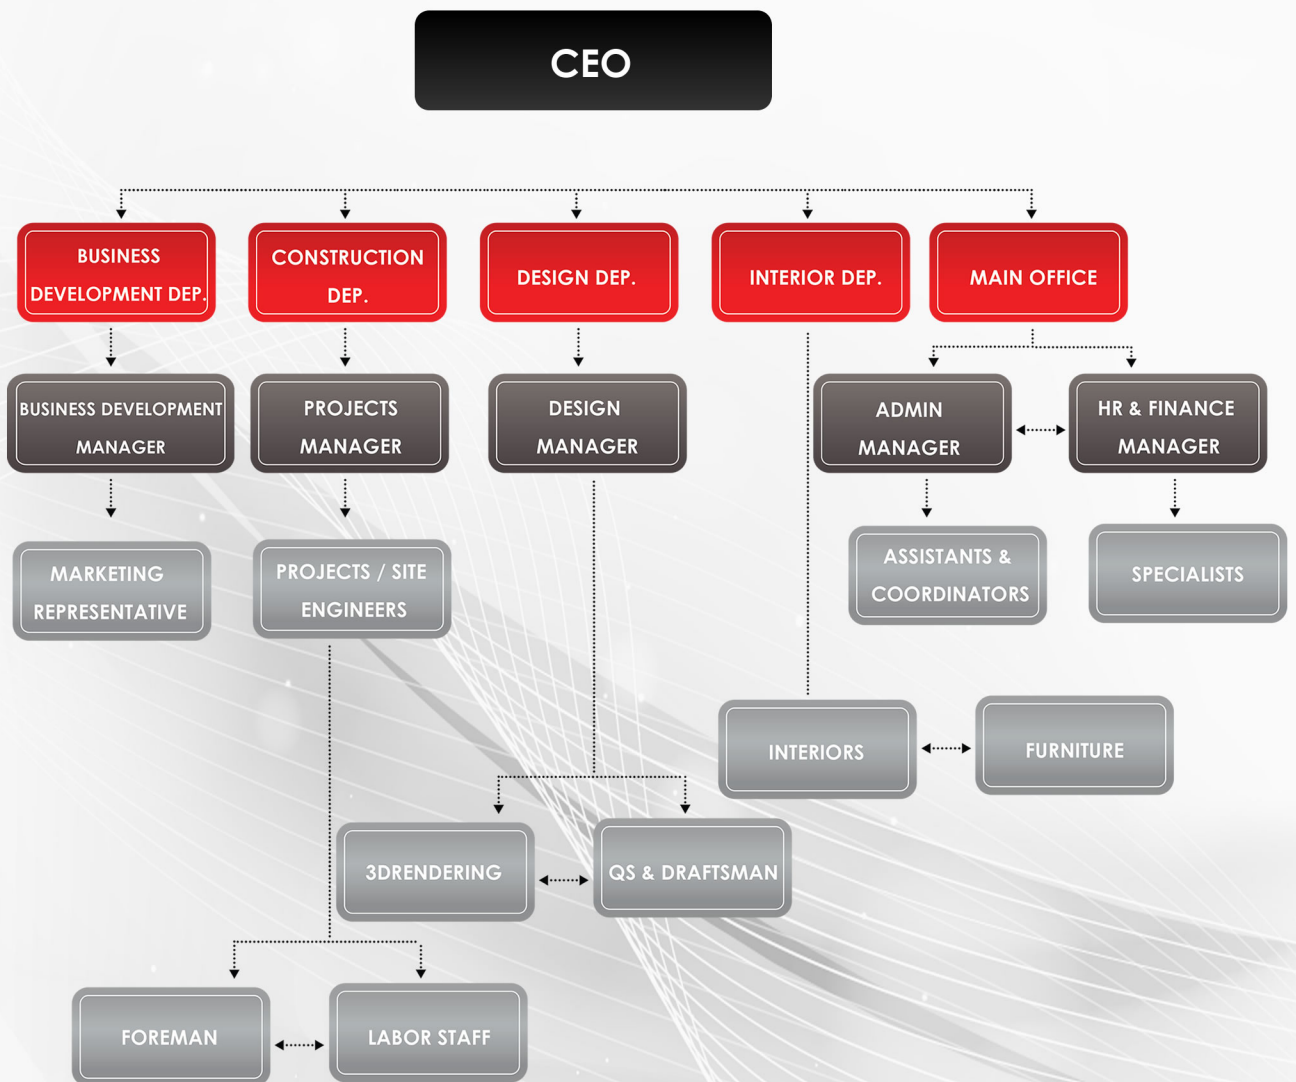 CEO
BUSINESS
DEVELOPMENT DEP.
CONSTRUCTION
DEP.
DESIGN DEP.
INTERIOR DEP.
MAIN OFFICE
BUSINESS DEVELOPMENT
MANAGER
PROJECTS
MANAGER
DESIGN
MANAGER
ADMIN
MANAGER
HR & FINANCE
MANAGER
MARKETING
REPRESENTATIVE
PROJECTS / SITE
ENGINEERS
ASSISTANTS &
COORDINATORS
SPECIALISTS
INTERIORS
FURNITURE
3DRENDERING
QS & DRAFTSMAN
FOREMAN
LABOR STAFF